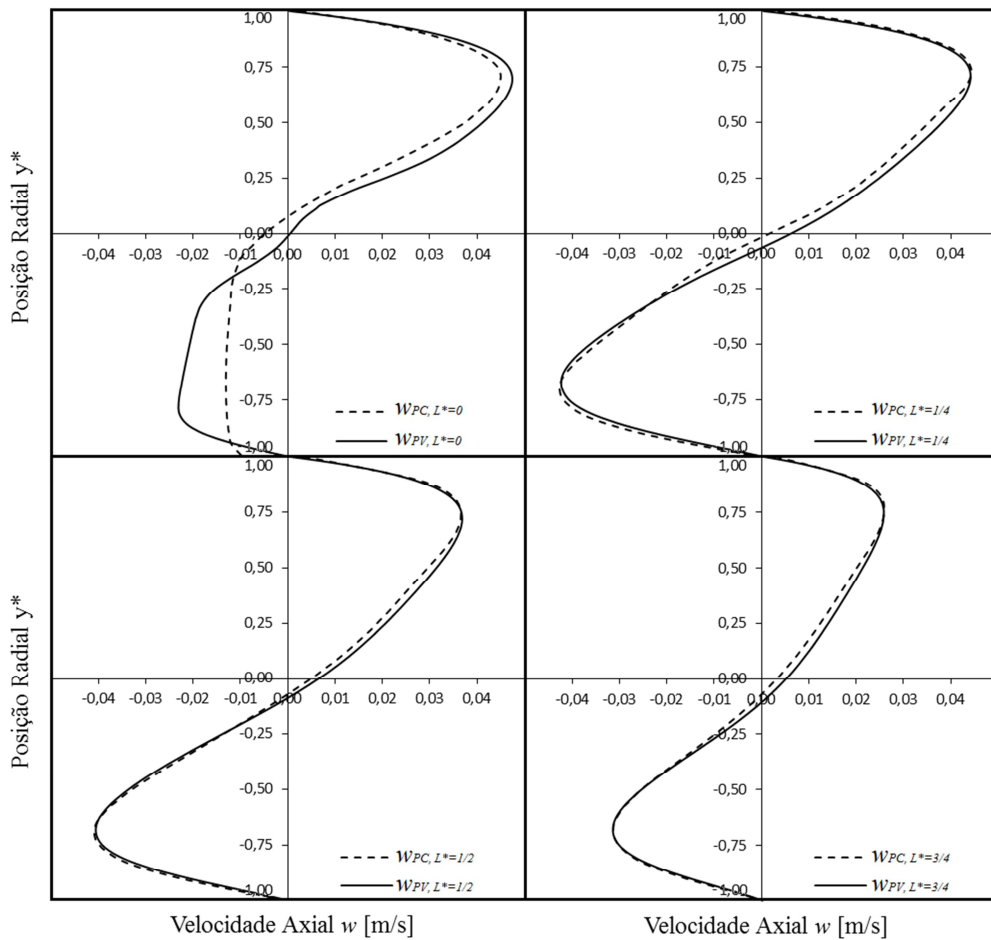 1,00
0,75
0,50
0,25
0,00
-0,04 -0,03 -0,02 -0,01 0,00 0,01 0,02 0,03 0,04
-0,25
-0,50
-0,75
-1,00
wPC, L*=0
wPV, L*=0
1,00
0,75
0,50
0,25
0,00
-0,04 -0,03 -0,02 -0,01 0,00 0,01 0,02 0,03 0,04
-0,25
-0,50
-0,75
-1,00
wPC, L*=1/4
wPV, L*=1/4
Posição Radial y*
1,00
0,75
0,50
0,25
0,00
-0,04 -0,03 -0,02 -0,01 0,00 0,01 0,02 0,03 0,04
-0,25
-0,50
-0,75
-1,00
wPC, L*=1/2
wPV, L*=1/2
1,00
0,75
0,50
0,25
0,00
-0,04 -0,03 -0,02 -0,01 0,00 0,01 0,02 0,03 0,04
-0,25
-0,50
-0,75
-1,00
wPC, L*=3/4
wPV, L*=3/4
Posição Radial y*
Velocidade Axial w [m/s]
Velocidade Axial w [m/s]